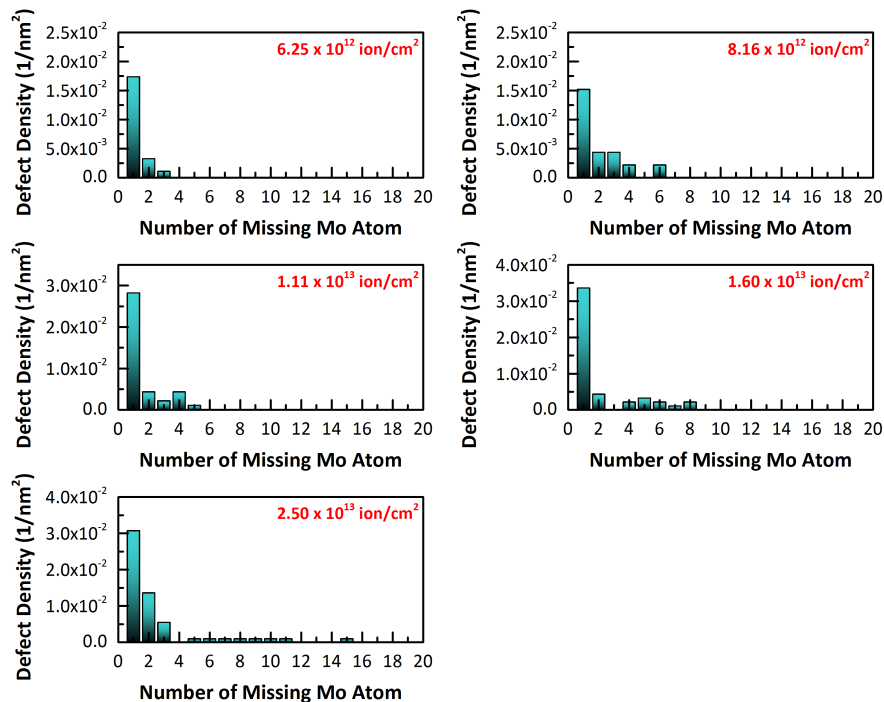 6.25 x 10¹² ion/cm²
Defect Density (1/nm²)
2.5x10⁻²
2.0x10⁻²
1.5x10⁻²
1.0x10⁻²
5.0x10⁻³
0.0
0 2 4 6 8 10 12 14 16 18 20
Number of Missing Mo Atom
8.16 x 10¹² ion/cm²
Defect Density (1/nm²)
2.5x10⁻²
2.0x10⁻²
1.5x10⁻²
1.0x10⁻²
5.0x10⁻³
0.0
0 2 4 6 8 10 12 14 16 18 20
Number of Missing Mo Atom
1.11 x 10¹³ ion/cm²
Defect Density (1/nm²)
3.0x10⁻²
2.0x10⁻²
1.0x10⁻²
0.0
0 2 4 6 8 10 12 14 16 18 20
Number of Missing Mo Atom
1.60 x 10¹³ ion/cm²
Defect Density (1/nm²)
4.0x10⁻²
3.0x10⁻²
2.0x10⁻²
1.0x10⁻²
0.0
0 2 4 6 8 10 12 14 16 18 20
Number of Missing Mo Atom
2.50 x 10¹³ ion/cm²
Defect Density (1/nm²)
4.0x10⁻²
3.0x10⁻²
2.0x10⁻²
1.0x10⁻²
0.0
0 2 4 6 8 10 12 14 16 18 20
Number of Missing Mo Atom